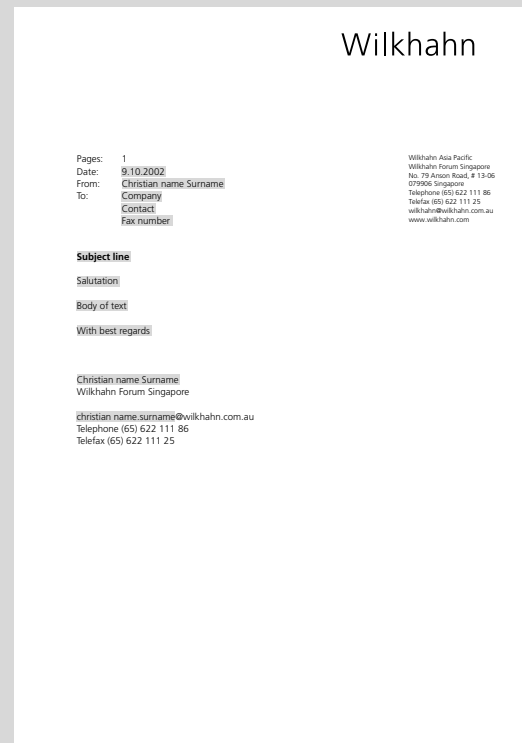 Wilkhahn
Pages: 1
Date: 9.10.2002
From: Christian name Surname
To: Company
Contact
Fax number
Wilkhahn Asia Pacific
Wilkhahn Forum Singapore
No. 79 Anson Road, # 13-06
079906 Singapore
Telephone (65) 622 111 86
Telefax (65) 622 111 25
wilkhahn@wilkhahn.com.au
www.wilkhahn.com
Subject line
Salutation
Body of text
With best regards
Christian name Surname
Wilkhahn Forum Singapore
christian name.surname@wilkhahn.com.au
Telephone (65) 622 111 86
Telefax (65) 622 111 25